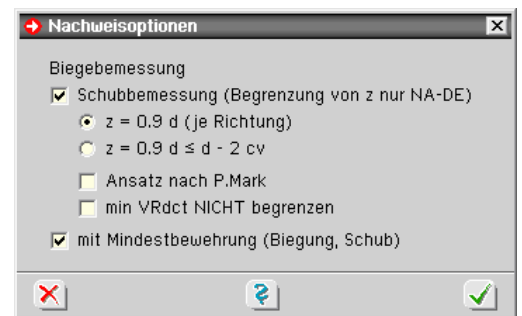 Nachweisoptionen
Biegebemessung
Schubbemessung (Begrenzung von z nur NA-DE)
z = 0.9 d (je Richtung)
z = 0.9 d ≤ d - 2 cv
Ansatz nach P.Mark
min VRdct NICHT begrenzen
mit Mindestbewehrung (Biegung, Schub)